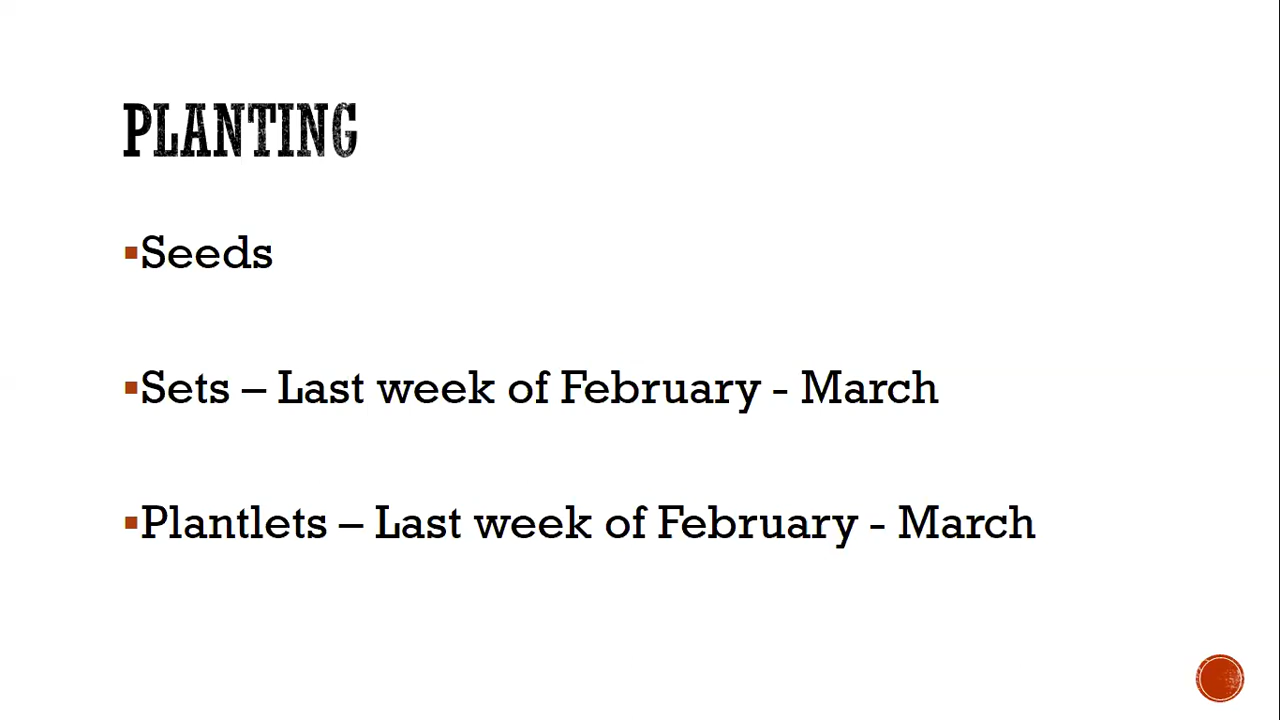 PLANTING
▪Seeds
▪Sets – Last week of February - March
▪Plantlets – Last week of February - March